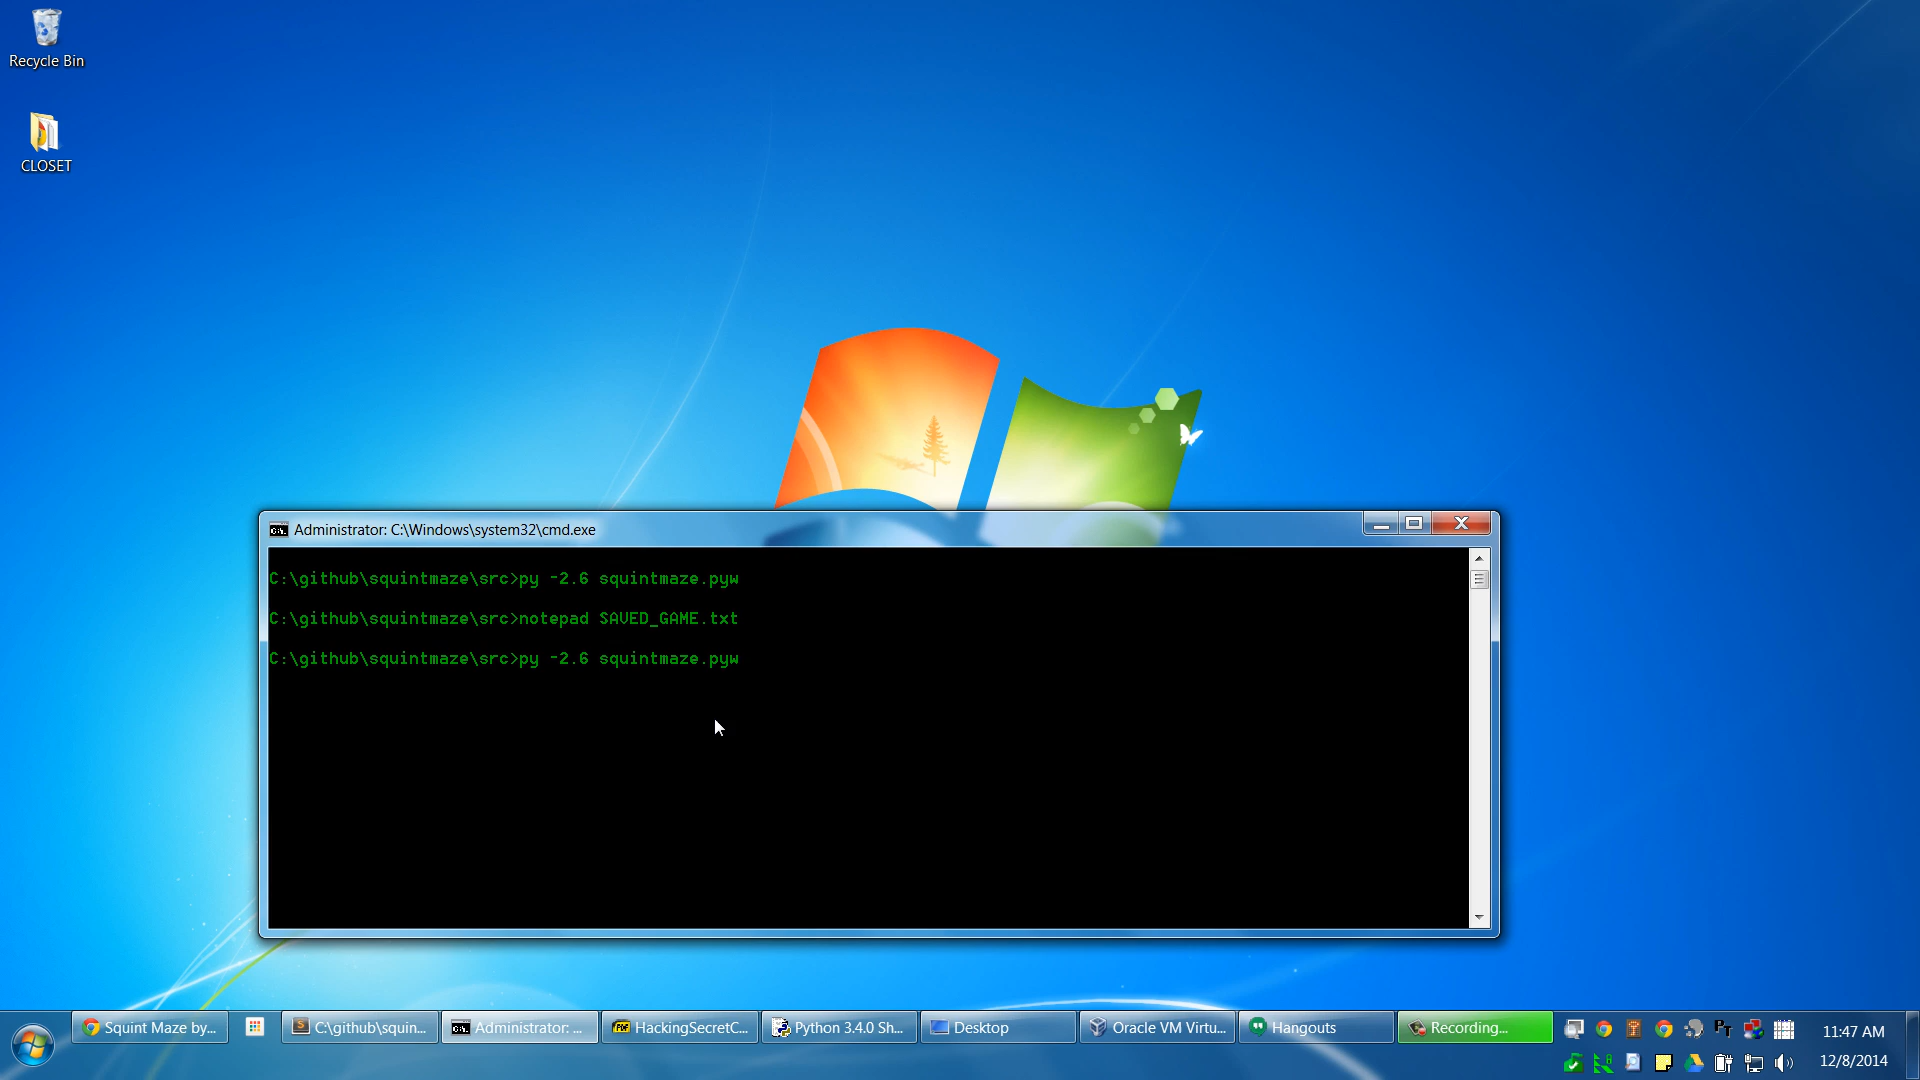 Recycle Bin
CLOSET
Administrator: C:\Windows\system32\cmd.exe
C:\github\squintmaze\src>py -2.6 squintmaze.pyw
C:\github\squintmaze\src>notepad SAVED_GAME.txt
C:\github\squintmaze\src>py -2.6 squintmaze.pyw
Squint Maze by...
C:\github\squin...
Administrator: ...
HackingSecretC...
Python 3.4.0 Sh...
Desktop
Oracle VM Virtu...
Hangouts
Recording...
11:47 AM
12/8/2014